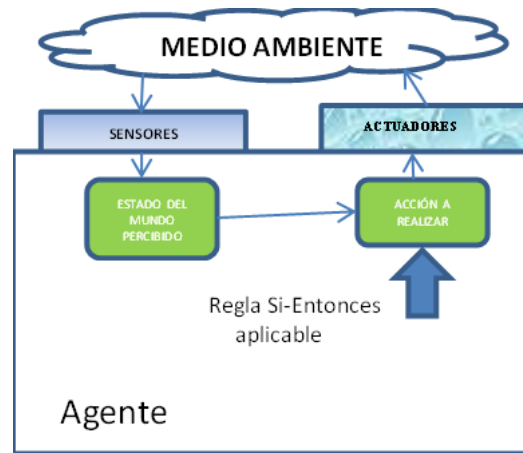 MEDIO AMBIENTE
SENSORES
ACTUADORES
ESTADO DEL
MUNDO
PERCIBIDO
ACCIÓN A
REALIZAR
Regla Si-Entonces
aplicable
Agente